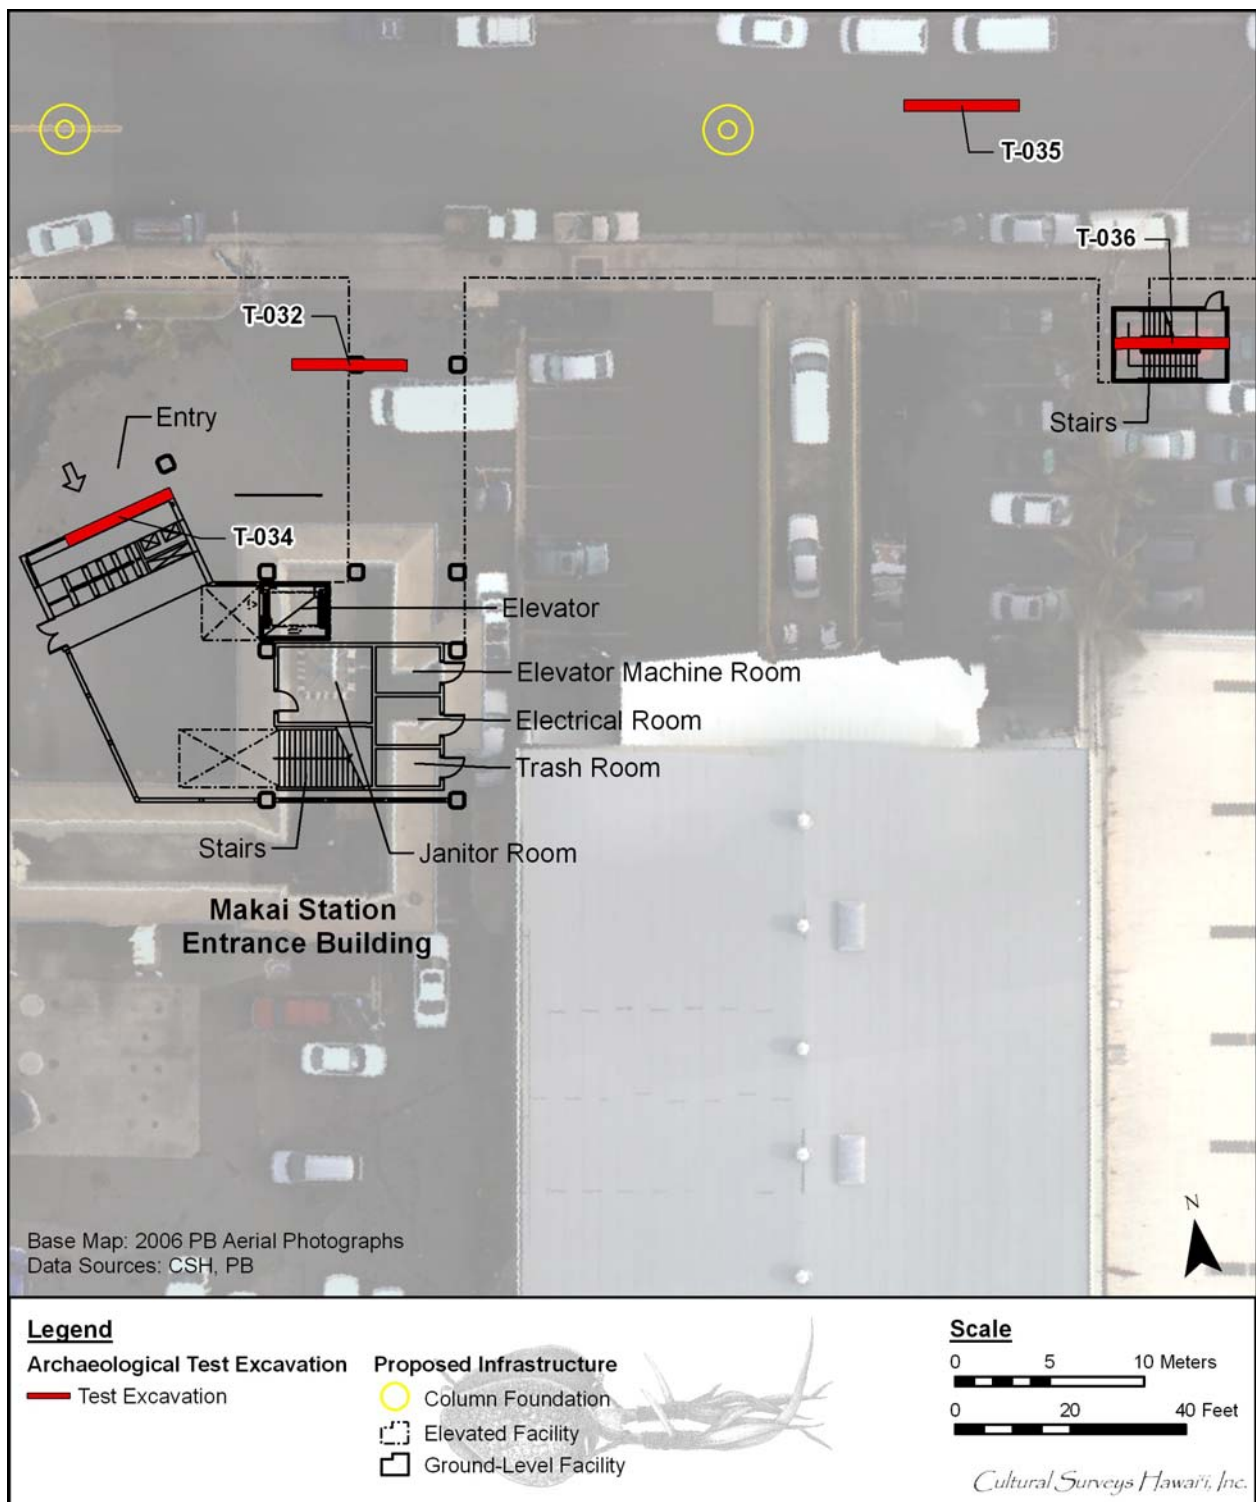 T-035
T-036
T-032
Entry
Stairs
T-034
Elevator
Elevator Machine Room
Electrical Room
Trash Room
Stairs
Janitor Room
Makai Station
Entrance Building
N
Base Map: 2006 PB Aerial Photographs
Data Sources: CSH, PB
Legend
Archaeological Test Excavation
Test Excavation
Proposed Infrastructure
Column Foundation
Elevated Facility
Ground-Level Facility
Scale
0 5 10 Meters
0 20 40 Feet
Cultural Surveys Hawai'i, Inc.